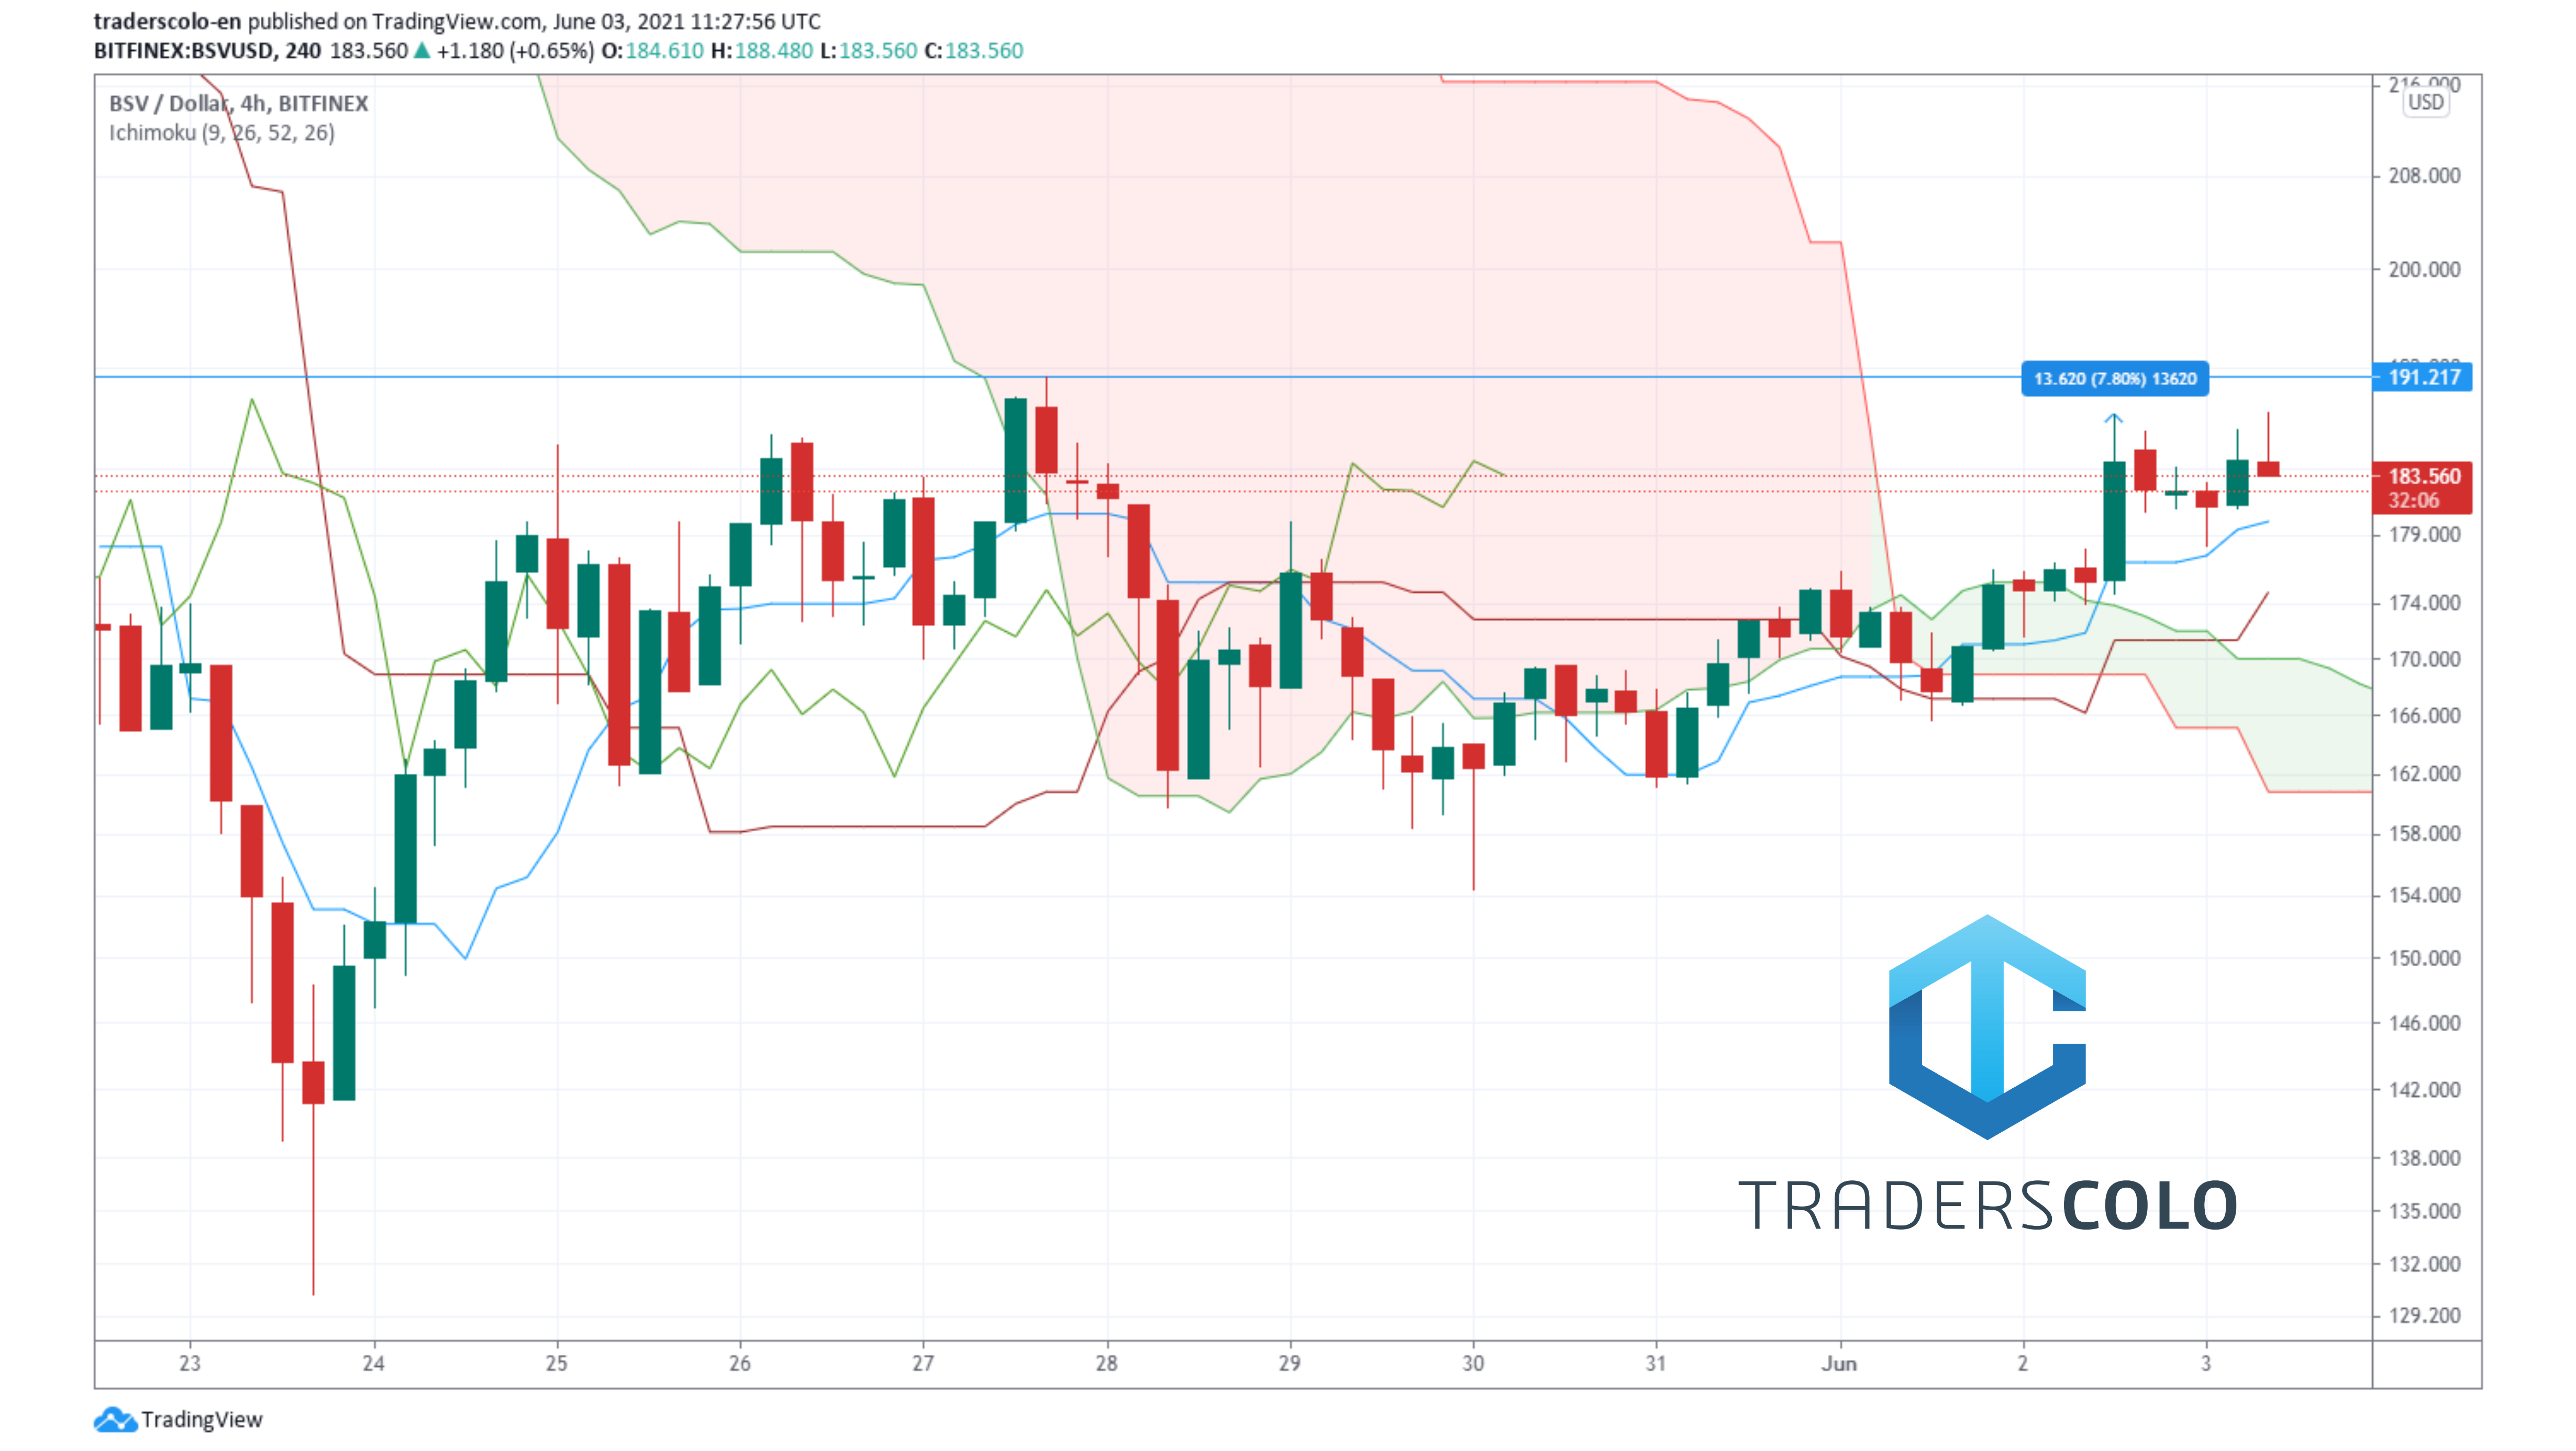 traderscolo-en published on TradingView.com, June 03, 2021 11:27:56 UTC
BITFINEX:BSVUSD, 240 183.560 ▲ +1.180 (+0.65%) O:184.610 H:188.480 L:183.560 C:183.560
BSV / Dollar, 4h, BITFINEX
Ichimoku (9, 26, 52, 26)
216.000
USD
208.000
200.000
13.620 (7.80%) 13620
191.217
183.560
32:06
179.000
174.000
170.000
166.000
162.000
158.000
154.000
150.000
146.000
142.000
138.000
135.000
132.000
129.200
TRADERSCOLO
23 24 25 26 27 28 29 30 31 Jun 2 3
TradingView